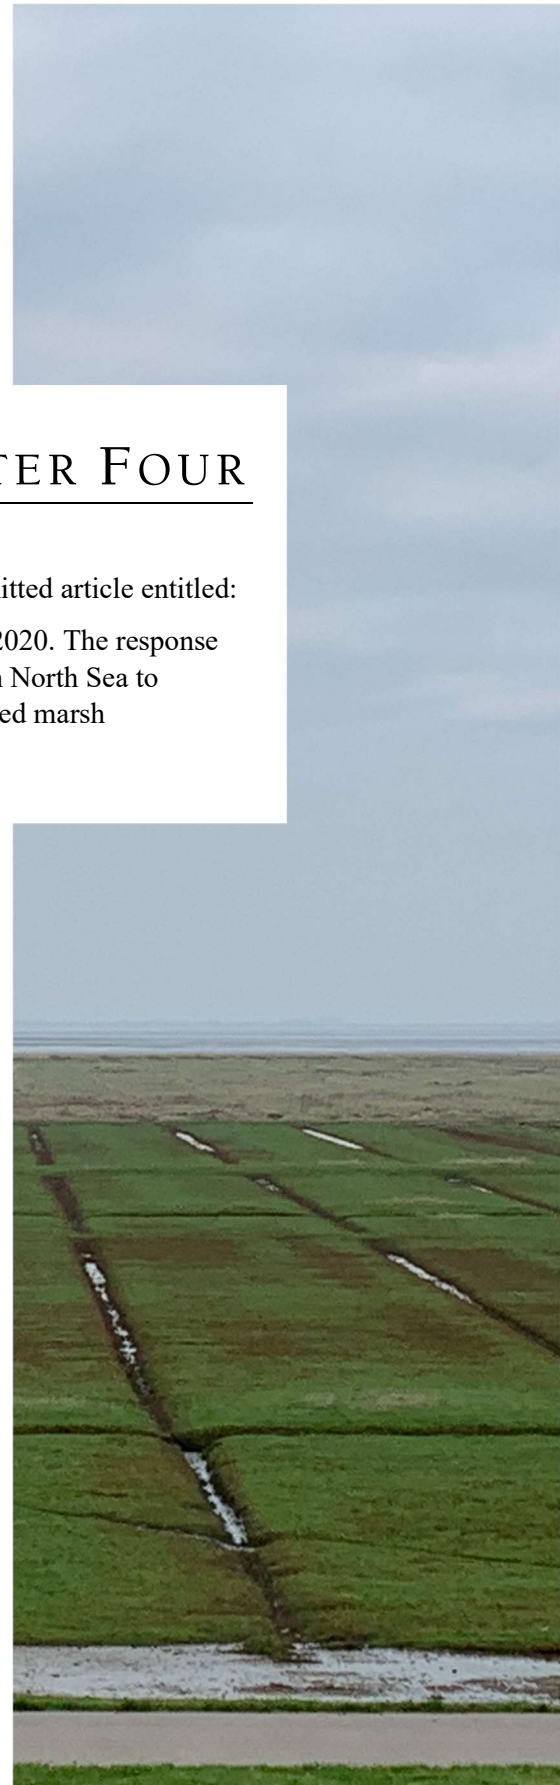 TER FOUR
itted article entitled:
2020. The response
n North Sea to
ed marsh